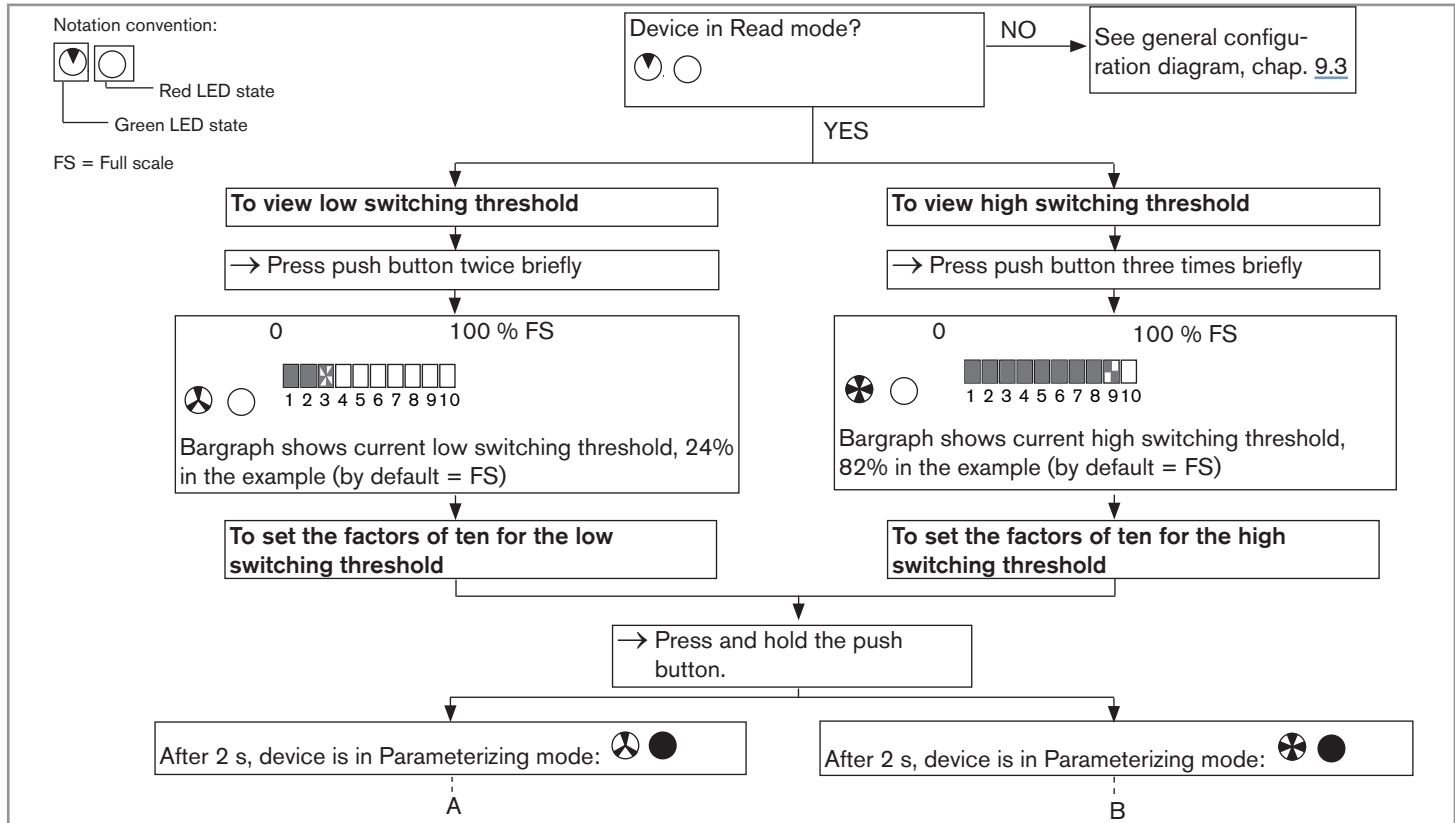 Notation convention:
Red LED state
Green LED state
FS = Full scale
Device in Read mode?
NO
See general configu-
ration diagram, chap. 9.3
YES
To view low switching threshold
→ Press push button twice briefly
0 100 % FS
1 2 3 4 5 6 7 8 9 10
Bargraph shows current low switching threshold, 24%
in the example (by default = FS)
To set the factors of ten for the low
switching threshold
To view high switching threshold
→ Press push button three times briefly
0 100 % FS
1 2 3 4 5 6 7 8 9 10
Bargraph shows current high switching threshold,
82% in the example (by default = FS)
To set the factors of ten for the high
switching threshold
→ Press and hold the push
button.
After 2 s, device is in Parameterizing mode:
A
After 2 s, device is in Parameterizing mode:
B